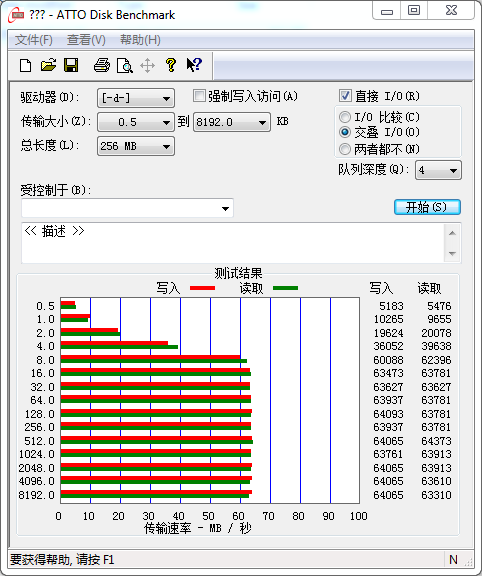 ??? - ATTO Disk Benchmark
文件(F) 查看(V) 帮助(H)
驱动器(D): [-d-] 强制写入访问(A) 直接 I/O(R)
传输大小(Z): 0.5 到 8192.0 KB I/O 比较(C)
交叠 I/O(O)
总长度(L): 256 MB 两者都不(N)
队列深度(Q): 4
受控制于(B):
开始(S)
<< 描述 >>
测试结果
写入 读取 写入 读取
0.5 5183 5476
1.0 10265 9655
2.0 19624 20078
4.0 36052 39638
8.0 60088 62396
16.0 63473 63781
32.0 63627 63627
64.0 63937 63781
128.0 64093 63781
256.0 63937 63781
512.0 64065 64373
1024.0 63761 63913
2048.0 64065 63913
4096.0 64065 63610
8192.0 64065 63310
0 10 20 30 40 50 60 70 80 90 100
传输速率 - MB / 秒
要获得帮助, 请按 F1 N